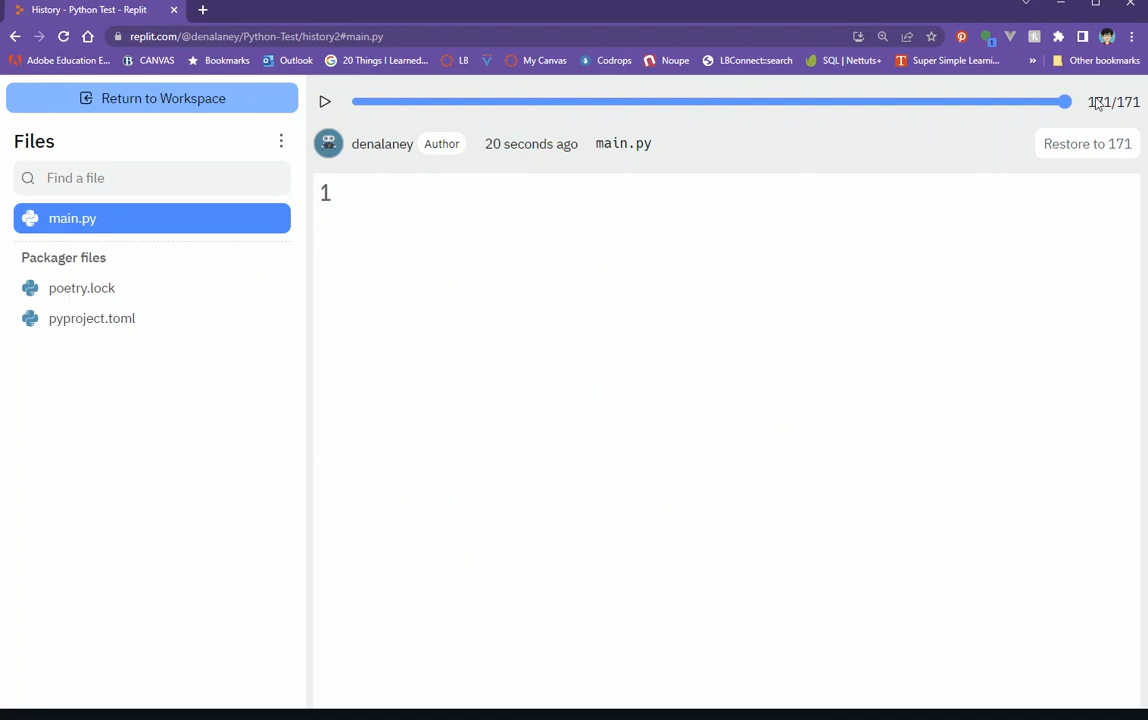 History - Python Test - Replit
replit.com/@denalaney/Python-Test/history2#main.py
Adobe Education E... CANVAS Bookmarks Outlook 20 Things I Learned... LB My Canvas Codrops Noupe LBConnect::search SQL | Nettuts+ Super Simple Learni... » Other bookmarks
Return to Workspace
171/171
Files
denalaney Author 20 seconds ago main.py Restore to 171
Find a file
1
main.py
Packager files
poetry.lock
pyproject.toml